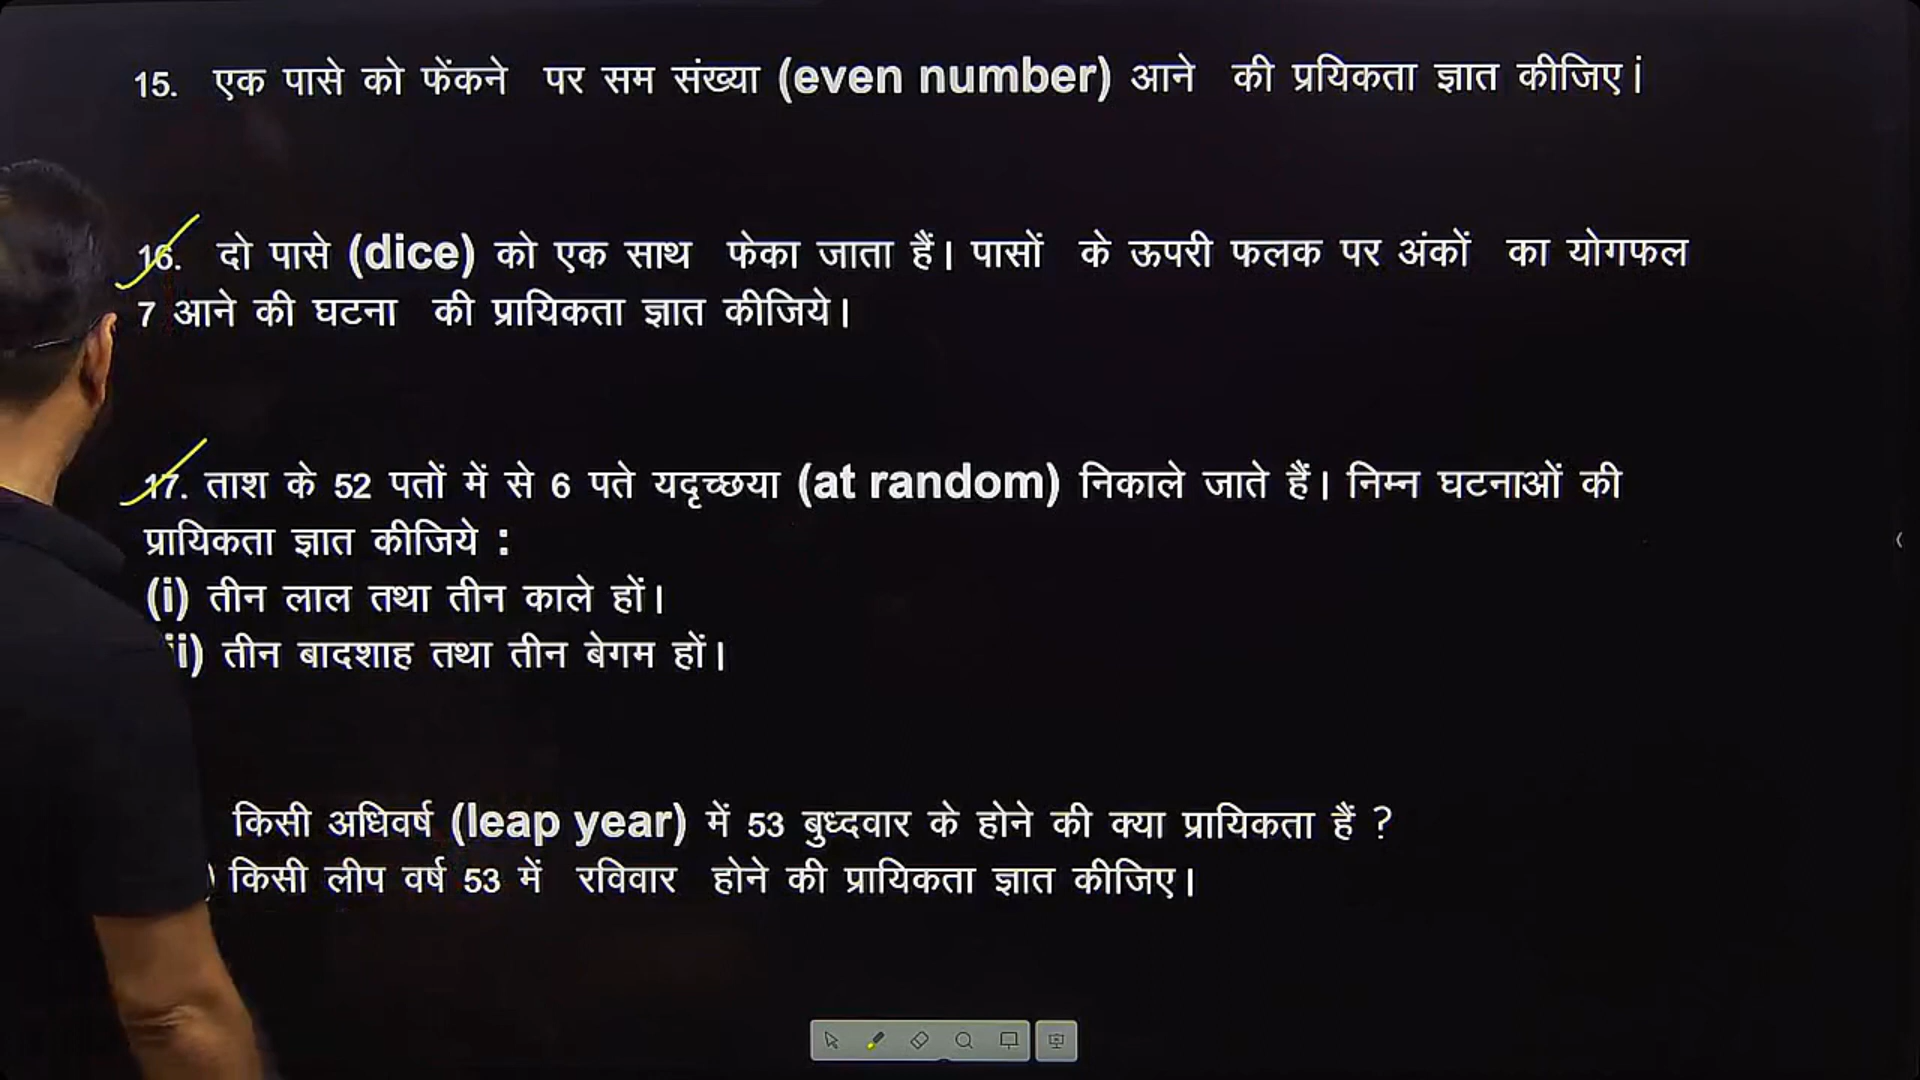 15. एक पासे को फेंकने पर सम संख्या (even number) आने की प्रयिकता ज्ञात कीजिए।
16. दो पासे (dice) को एक साथ फेका जाता हैं। पासों के ऊपरी फलक पर अंकों का योगफल
7 आने की घटना की प्रायिकता ज्ञात कीजिये।
17. ताश के 52 पतों में से 6 पते यदृच्छया (at random) निकाले जाते हैं। निम्न घटनाओं की
प्रायिकता ज्ञात कीजिये :
(i) तीन लाल तथा तीन काले हों।
ii) तीन बादशाह तथा तीन बेगम हों।
किसी अधिवर्ष (leap year) में 53 बुध्दवार के होने की क्या प्रायिकता हैं ?
) किसी लीप वर्ष 53 में रविवार होने की प्रायिकता ज्ञात कीजिए।